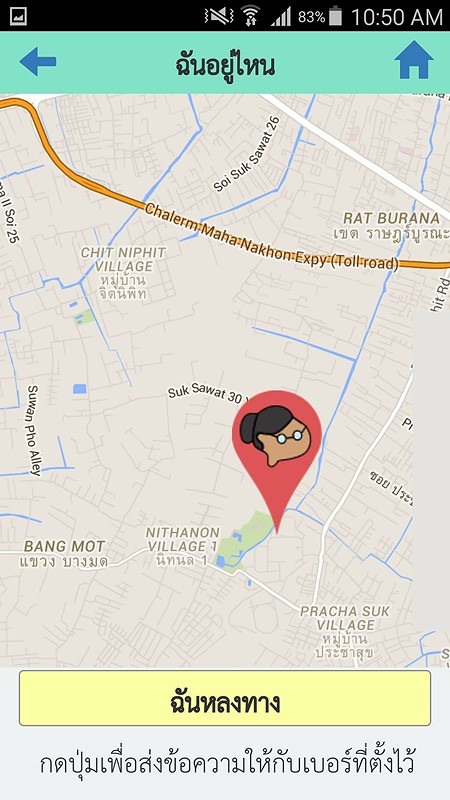 83% 10:50 AM
ฉันอยู่ไหน
Soi Suk Sawat 26
Chalerm Maha Nakhon Expy (Toll road)
RAT BURANA
เขต ราษฎร์บูรณะ
CHIT NIPHIT
VILLAGE
หมู่บ้าน
จิตนิพิท
Suk Sawat 30
Suwan Pho Alley
NITHANON
VILLAGE 1
นิทนล 1
BANG MOT
แขวง บางมด
PRACHA SUK
VILLAGE
หมู่บ้าน
ประชาสุข
ฉันหลงทาง
กดปุ่มเพื่อส่งข้อความให้กับเบอร์ที่ตั้งไว้